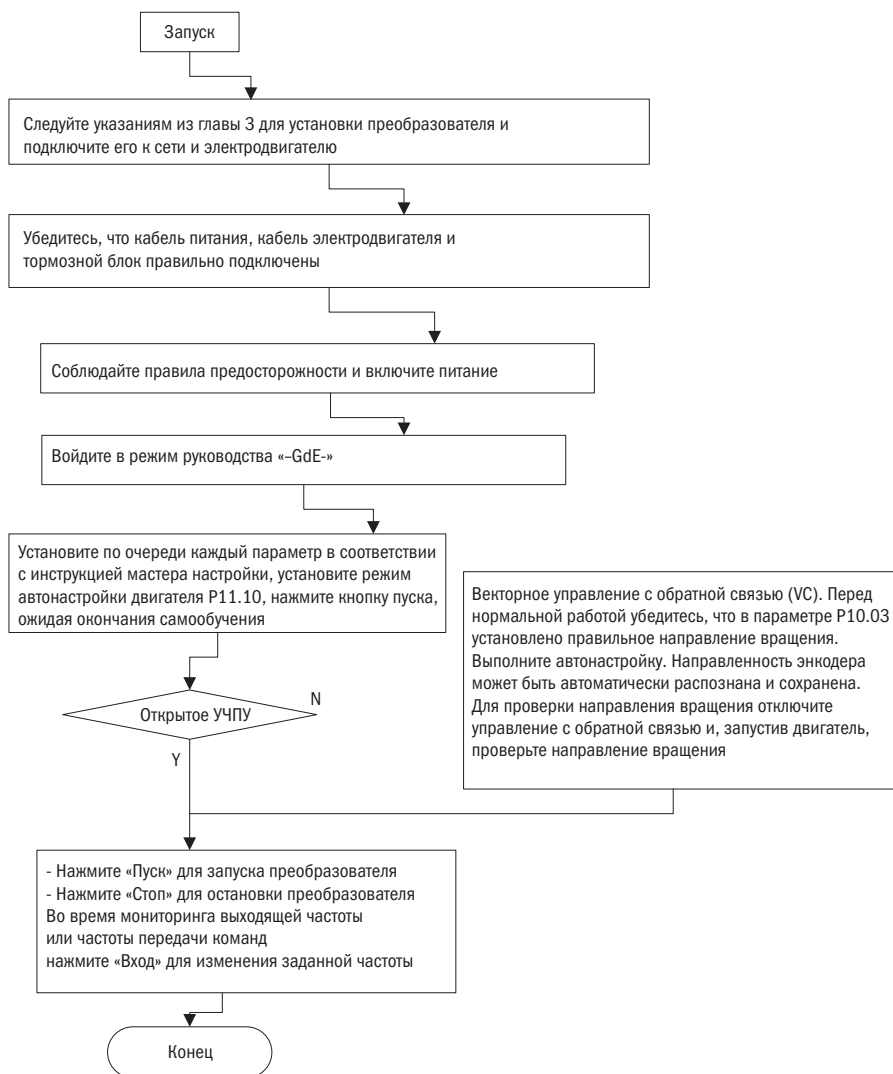 Запуск
Следуйте указаниям из главы 3 для установки преобразователя и
подключите его к сети и электродвигателю
Убедитесь, что кабель питания, кабель электродвигателя и
тормозной блок правильно подключены
Соблюдайте правила предосторожности и включите питание
Войдите в режим руководства «–GdE-»
Установите по очереди каждый параметр в соответствии
с инструкцией мастера настройки, установите режим
автонастройки двигателя P11.10, нажмите кнопку пуска,
ожидая окончания самообучения
Открытое УЧПУ
N
Y
Векторное управление с обратной связью (VC). Перед
нормальной работой убедитесь, что в параметре P10.03
установлено правильное направление вращения.
Выполните автонастройку. Направленность энкодера
может быть автоматически распознана и сохранена.
Для проверки направления вращения отключите
управление с обратной связью и, запустив двигатель,
проверьте направление вращения
- Нажмите «Пуск» для запуска преобразователя
- Нажмите «Стоп» для остановки преобразователя
Во время мониторинга выходящей частоты
или частоты передачи команд
нажмите «Вход» для изменения заданной частоты
Конец